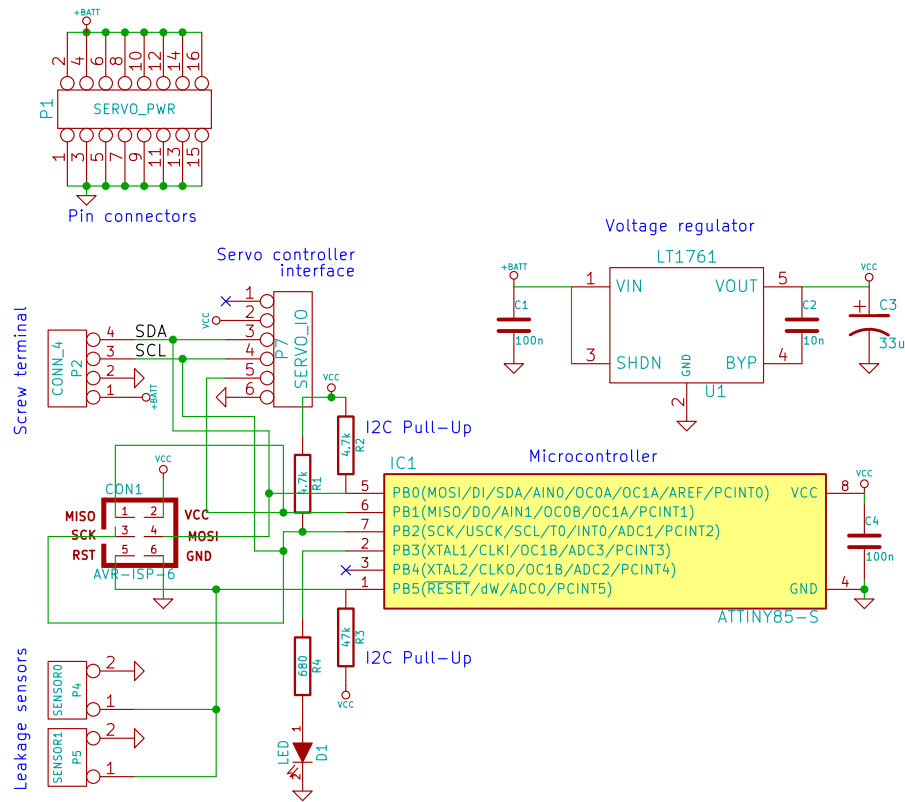 +BATT
2 4 6 8 10 12 14 16
P1
SERVO_PWR
1 3 5 7 9 11 13 15
Pin connectors
Servo controller
interface
1
2
VCC
3
4
5
6
P7
SERVO_IO
Screw terminal
CONN_4
P2
4
SDA
3
SCL
2
1
+BATT
Voltage regulator
LT1761
+BATT
C1
100n
1
VIN
VOUT
5
3
SHDN
GND
BYP
4
2
U1
C2
10n
VCC
C3
33u
VCC
4.7k
R2
I2C Pull-Up
4.7k
R1
VCC
CON1
MISO
1
2
VCC
SCK
3
4
MOSI
RST
5
6
GND
AVR-ISP-6
Microcontroller
IC1
5
PB0(MOSI/DI/SDA/AIN0/OC0A/OC1A/AREF/PCINT0)
6
PB1(MISO/DO/AIN1/OC0B/OC1A/PCINT1)
7
PB2(SCK/USCK/SCL/T0/INT0/ADC1/PCINT2)
2
PB3(XTAL1/CLKI/OC1B/ADC3/PCINT3)
3
PB4(XTAL2/CLKO/OC1B/ADC2/PCINT4)
1
PB5(RESET/dW/ADC0/PCINT5)
VCC
8
GND
4
ATTINY85-S
VCC
C4
100n
47k
R3
I2C Pull-Up
VCC
680
R4
1
LED
D1
2
Leakage sensors
SENSOR0
P4
2
1
SENSOR1
P5
2
1